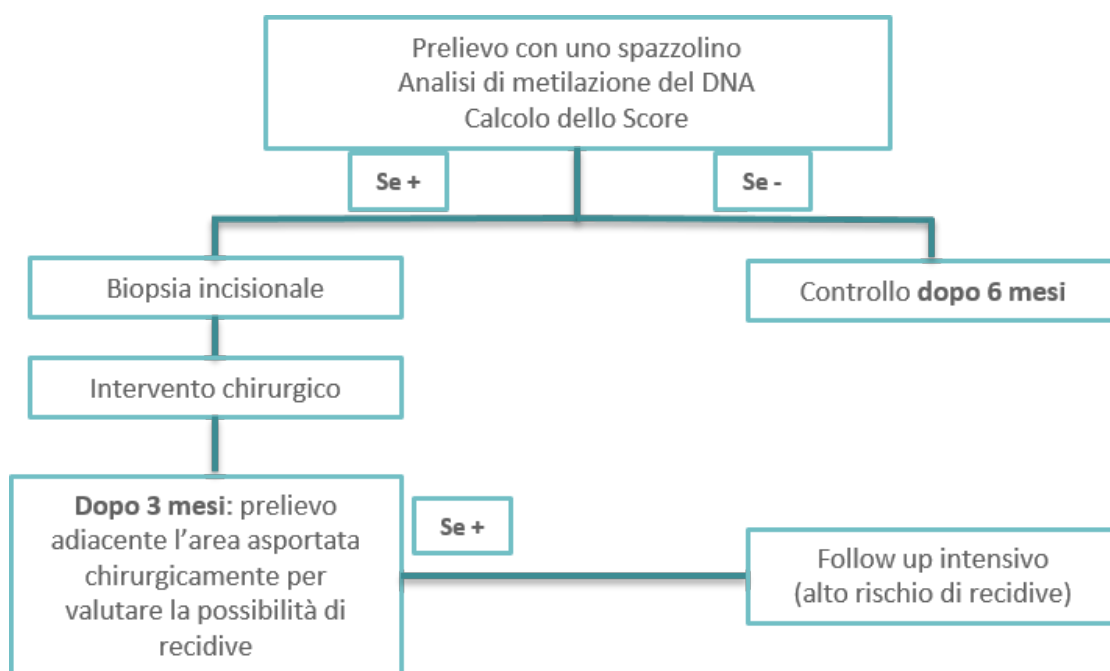 Prelievo con uno spazzolino
Analisi di metilazione del DNA
Calcolo dello Score
Se +
Se -
Biopsia incisionale
Controllo dopo 6 mesi
Intervento chirurgico
Dopo 3 mesi: prelievo
adiacente l’area asportata
chirurgicamente per
valutare la possibilità di
recidive
Se +
Follow up intensivo
(alto rischio di recidive)